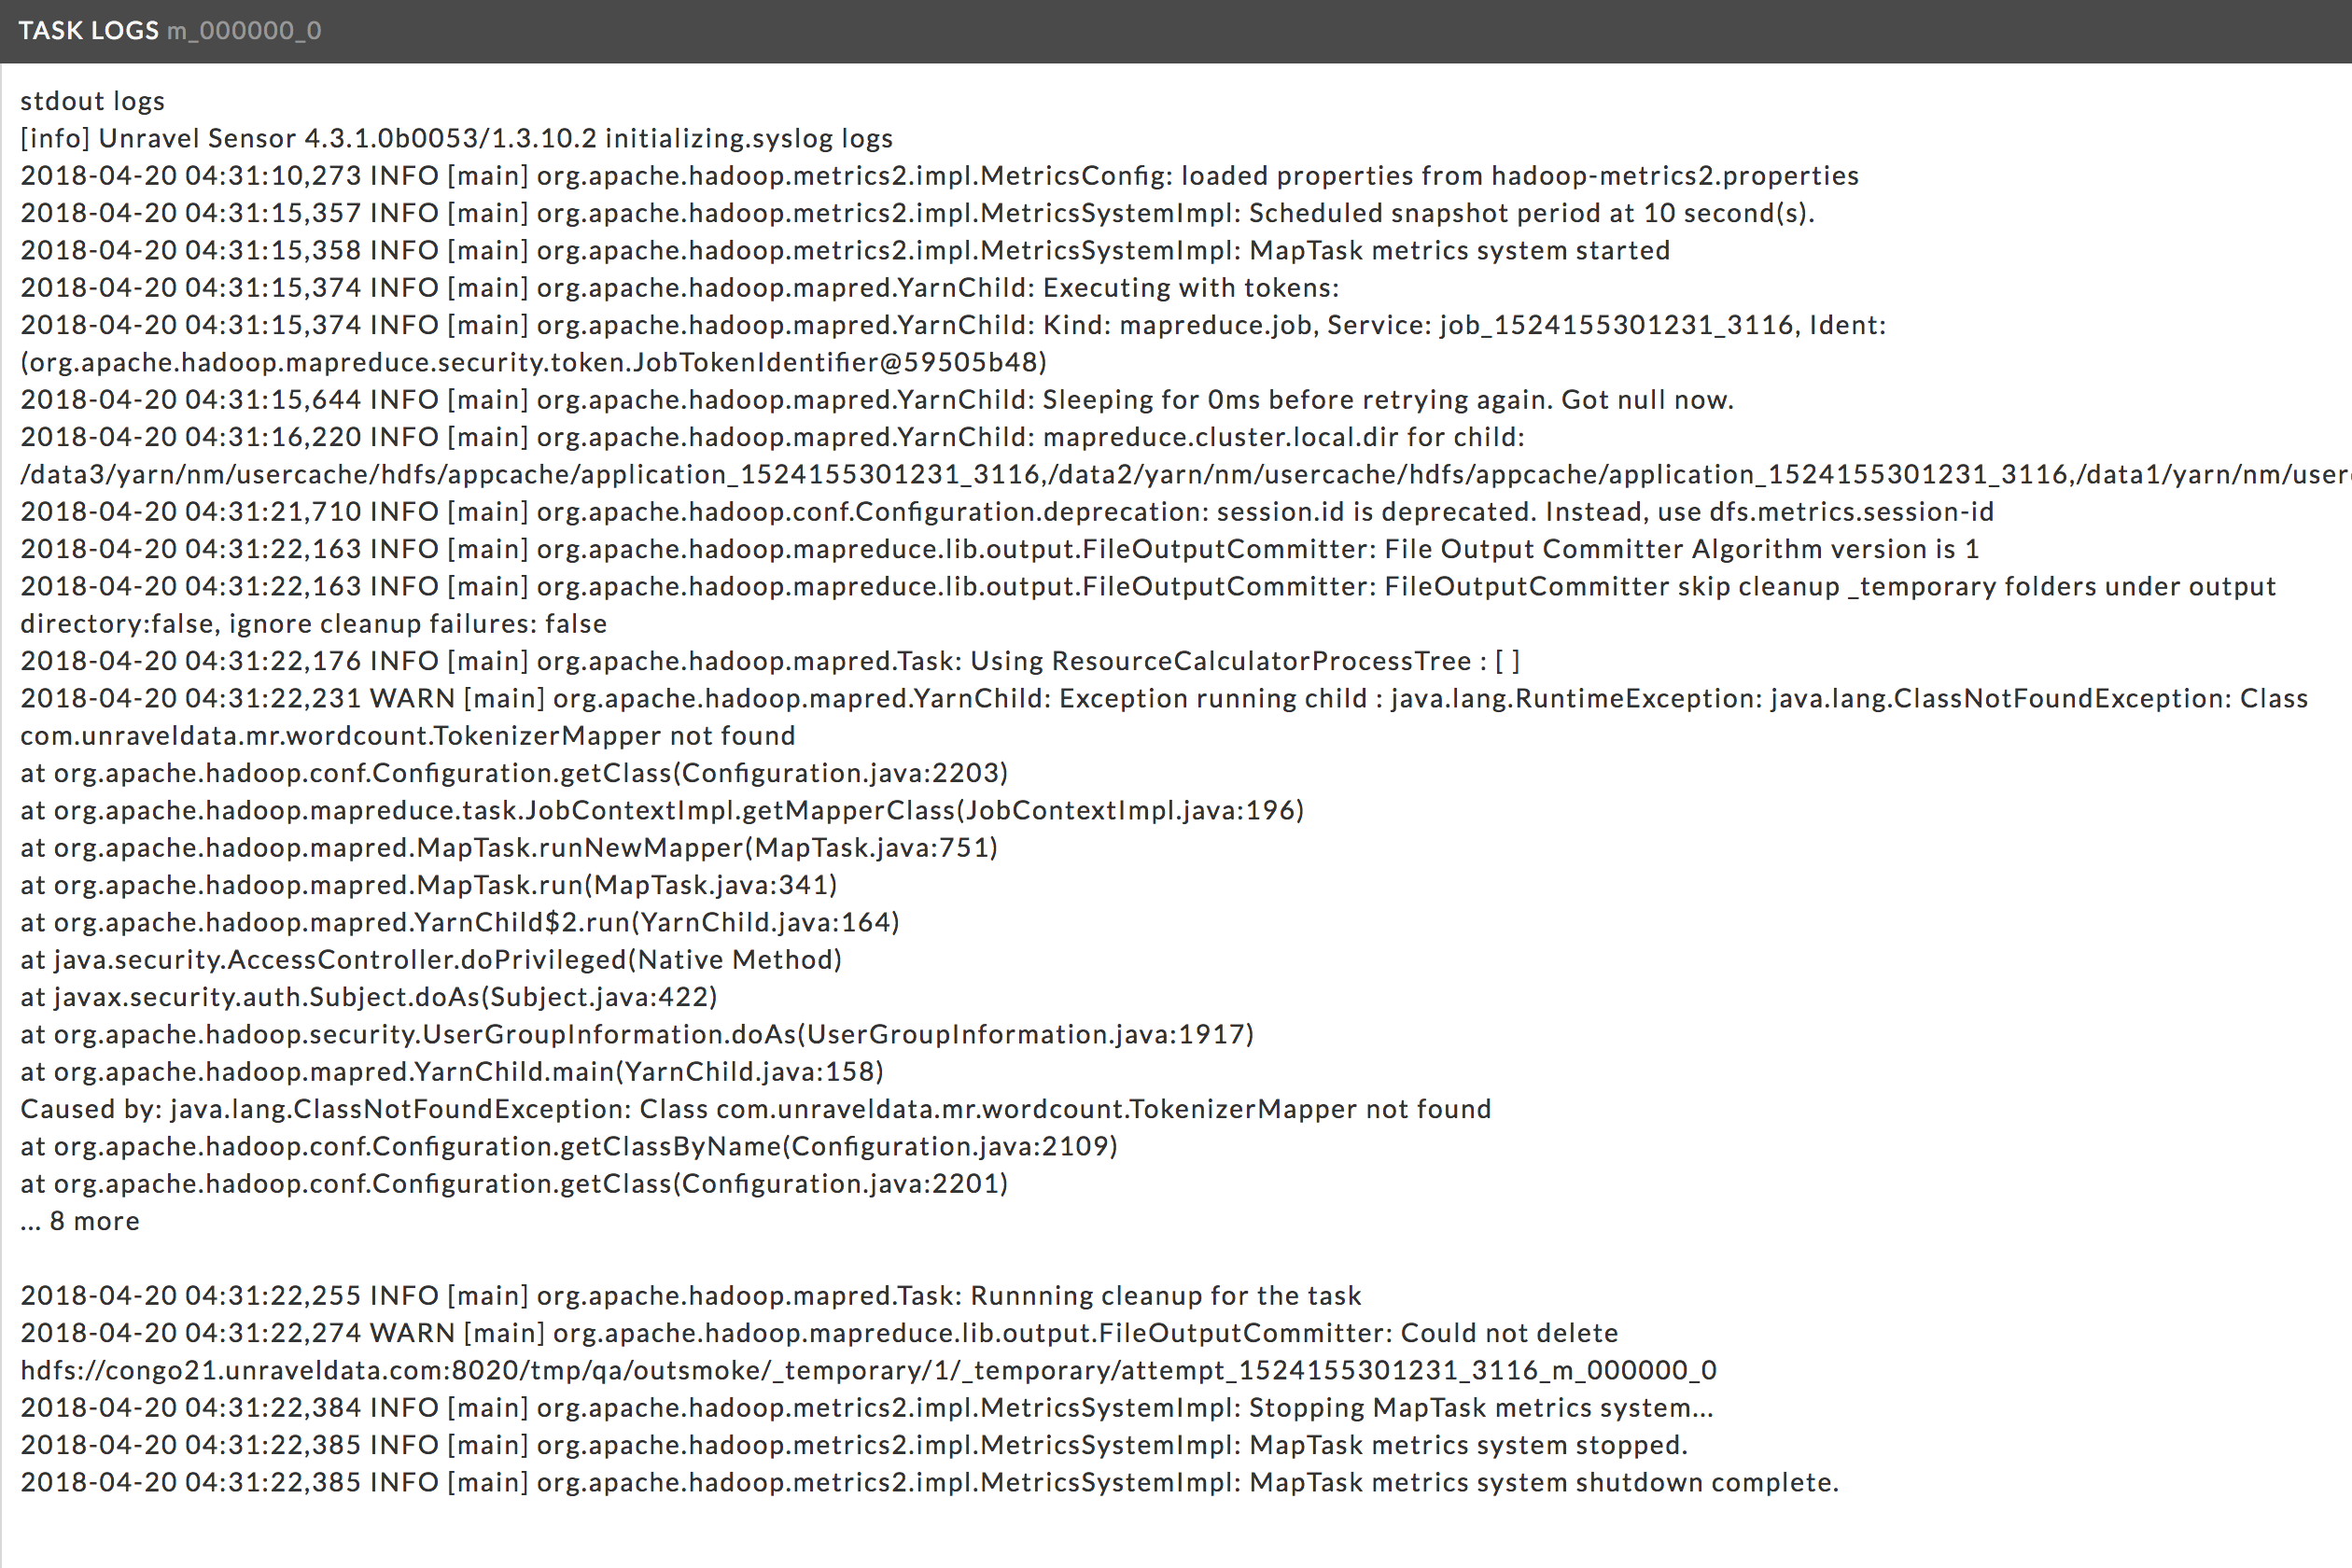 TASK LOGS m_000000_0
stdout logs
[info] Unravel Sensor 4.3.1.0b0053/1.3.10.2 initializing.syslog logs
2018-04-20 04:31:10,273 INFO [main] org.apache.hadoop.metrics2.impl.MetricsConfig: loaded properties from hadoop-metrics2.properties
2018-04-20 04:31:15,357 INFO [main] org.apache.hadoop.metrics2.impl.MetricsSystemImpl: Scheduled snapshot period at 10 second(s).
2018-04-20 04:31:15,358 INFO [main] org.apache.hadoop.metrics2.impl.MetricsSystemImpl: MapTask metrics system started
2018-04-20 04:31:15,374 INFO [main] org.apache.hadoop.mapred.YarnChild: Executing with tokens:
2018-04-20 04:31:15,374 INFO [main] org.apache.hadoop.mapred.YarnChild: Kind: mapreduce.job, Service: job_1524155301231_3116, Ident:
(org.apache.hadoop.mapreduce.security.token.JobTokenIdentifier@59505b48)
2018-04-20 04:31:15,644 INFO [main] org.apache.hadoop.mapred.YarnChild: Sleeping for 0ms before retrying again. Got null now.
2018-04-20 04:31:16,220 INFO [main] org.apache.hadoop.mapred.YarnChild: mapreduce.cluster.local.dir for child:
/data3/yarn/nm/usercache/hdfs/appcache/application_1524155301231_3116,/data2/yarn/nm/usercache/hdfs/appcache/application_1524155301231_3116,/data1/yarn/nm/user
2018-04-20 04:31:21,710 INFO [main] org.apache.hadoop.conf.Configuration.deprecation: session.id is deprecated. Instead, use dfs.metrics.session-id
2018-04-20 04:31:22,163 INFO [main] org.apache.hadoop.mapreduce.lib.output.FileOutputCommitter: File Output Committer Algorithm version is 1
2018-04-20 04:31:22,163 INFO [main] org.apache.hadoop.mapreduce.lib.output.FileOutputCommitter: FileOutputCommitter skip cleanup _temporary folders under output
directory:false, ignore cleanup failures: false
2018-04-20 04:31:22,176 INFO [main] org.apache.hadoop.mapred.Task: Using ResourceCalculatorProcessTree : [ ]
2018-04-20 04:31:22,231 WARN [main] org.apache.hadoop.mapred.YarnChild: Exception running child : java.lang.RuntimeException: java.lang.ClassNotFoundException: Class
com.unraveldata.mr.wordcount.TokenizerMapper not found
at org.apache.hadoop.conf.Configuration.getClass(Configuration.java:2203)
at org.apache.hadoop.mapreduce.task.JobContextImpl.getMapperClass(JobContextImpl.java:196)
at org.apache.hadoop.mapred.MapTask.runNewMapper(MapTask.java:751)
at org.apache.hadoop.mapred.MapTask.run(MapTask.java:341)
at org.apache.hadoop.mapred.YarnChild$2.run(YarnChild.java:164)
at java.security.AccessController.doPrivileged(Native Method)
at javax.security.auth.Subject.doAs(Subject.java:422)
at org.apache.hadoop.security.UserGroupInformation.doAs(UserGroupInformation.java:1917)
at org.apache.hadoop.mapred.YarnChild.main(YarnChild.java:158)
Caused by: java.lang.ClassNotFoundException: Class com.unraveldata.mr.wordcount.TokenizerMapper not found
at org.apache.hadoop.conf.Configuration.getClassByName(Configuration.java:2109)
at org.apache.hadoop.conf.Configuration.getClass(Configuration.java:2201)
... 8 more
2018-04-20 04:31:22,255 INFO [main] org.apache.hadoop.mapred.Task: Runnning cleanup for the task
2018-04-20 04:31:22,274 WARN [main] org.apache.hadoop.mapreduce.lib.output.FileOutputCommitter: Could not delete
hdfs://congo21.unraveldata.com:8020/tmp/qa/outsmoke/_temporary/1/_temporary/attempt_1524155301231_3116_m_000000_0
2018-04-20 04:31:22,384 INFO [main] org.apache.hadoop.metrics2.impl.MetricsSystemImpl: Stopping MapTask metrics system...
2018-04-20 04:31:22,385 INFO [main] org.apache.hadoop.metrics2.impl.MetricsSystemImpl: MapTask metrics system stopped.
2018-04-20 04:31:22,385 INFO [main] org.apache.hadoop.metrics2.impl.MetricsSystemImpl: MapTask metrics system shutdown complete.